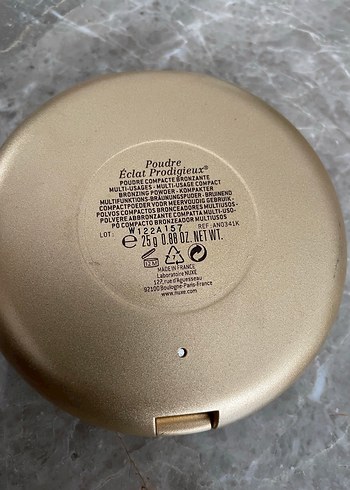 Poudre
Éclat Prodigieux®
POUDRE COMPACTE BRONZANTE
MULTI-USAGES - MULTI-USAGE COMPACT
BRONZING POWDER - KOMPAKTER
MULTIFUNKTIONS-BRÄUNUNGSPUDER - BRUINEND
COMPACTPOEDER VOOR MEERVOUDIG GEBRUIK-
POLVOS COMPACTOS BRONCEADORES MULTIUSOS-
POLVERE ABBRONZANTE COMPATTA MULTI-USO-
PÓ COMPACTO BRONZEADOR MULTIUSOS
REF: AN0341K
LOT. W122A157
e 25g 0.88 OZ. NET WT.
12M
MADE IN FRANCE
Laboratoire NUXE
127, rue d'Aguesseau
92100 Boulogne-Paris-France
www.nuxe.com